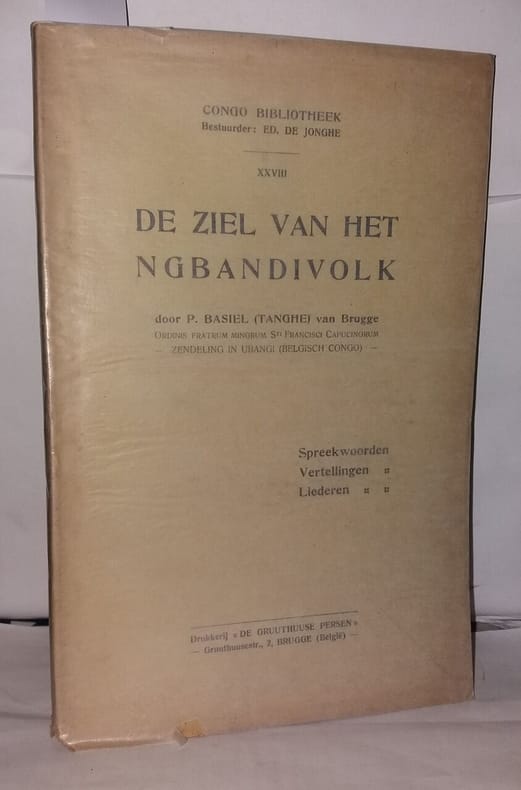 CONGO BIBLIOTHEEK
Bestuurder: ED. DE JONGHE
XXVIII
DE ZIEL VAN HET
NGBANDIVOLK
door P. BASIEL (TANGHE) van Brugge
ORDINIS FRATRUM MINORUM Sti FRANCISCI CAPUCINORUM
— ZENDELING IN UBANGI (BELGISCH CONGO) —
Spreekwoorden
Vertellingen ¤
Liederen ¤ ¤
Drukkerij « DE GRUUTHUUSE PERSEN »
— Gruuthuusestr., 2, BRUGGE (België) —